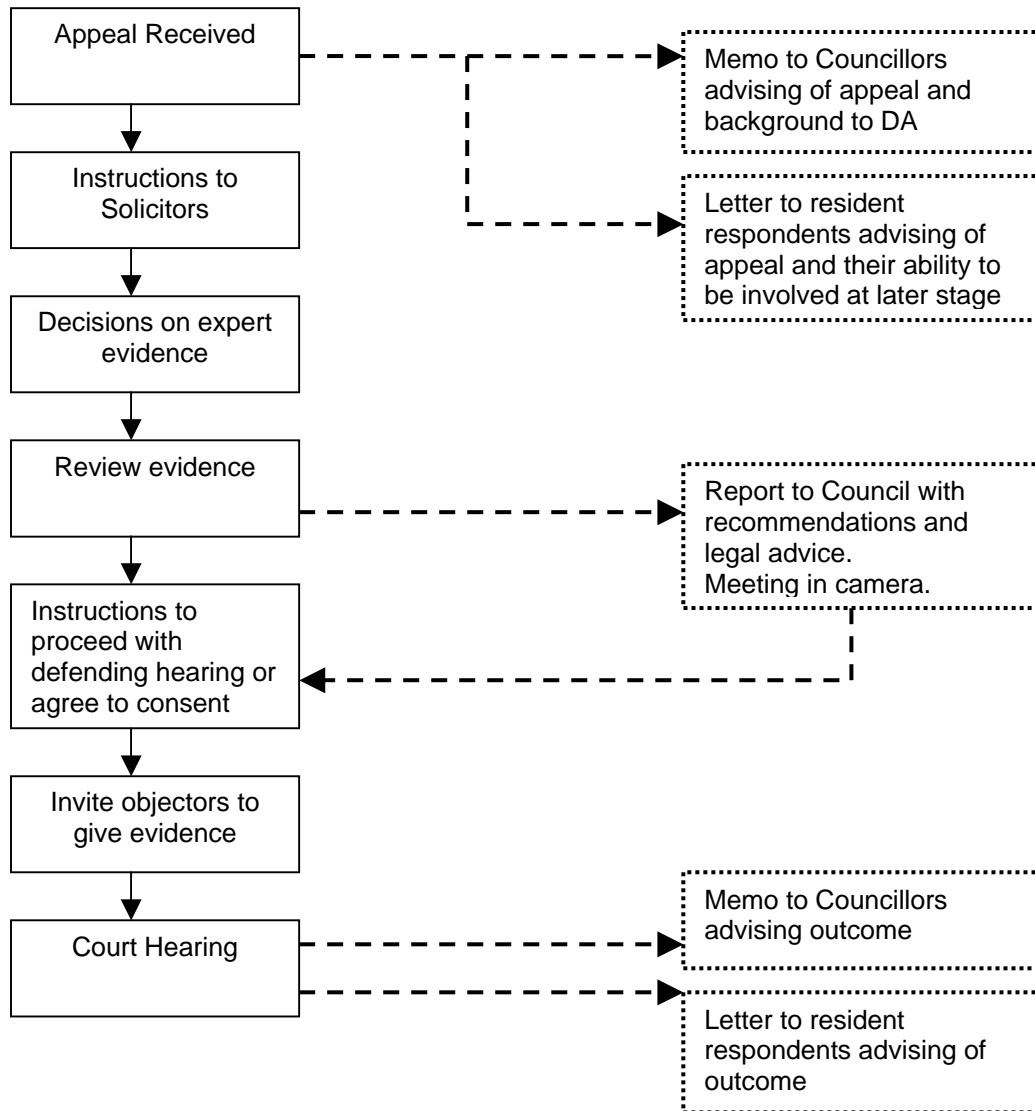 Appeal Received
Memo to Councillors
advising of appeal and
background to DA
Instructions to
Solicitors
Letter to resident
respondents advising of
appeal and their ability to
be involved at later stage
Decisions on expert
evidence
Review evidence
Report to Council with
recommendations and
legal advice.
Meeting in camera.
Instructions to
proceed with
defending hearing or
agree to consent
Invite objectors to
give evidence
Memo to Councillors
advising outcome
Court Hearing
Letter to resident
respondents advising of
outcome